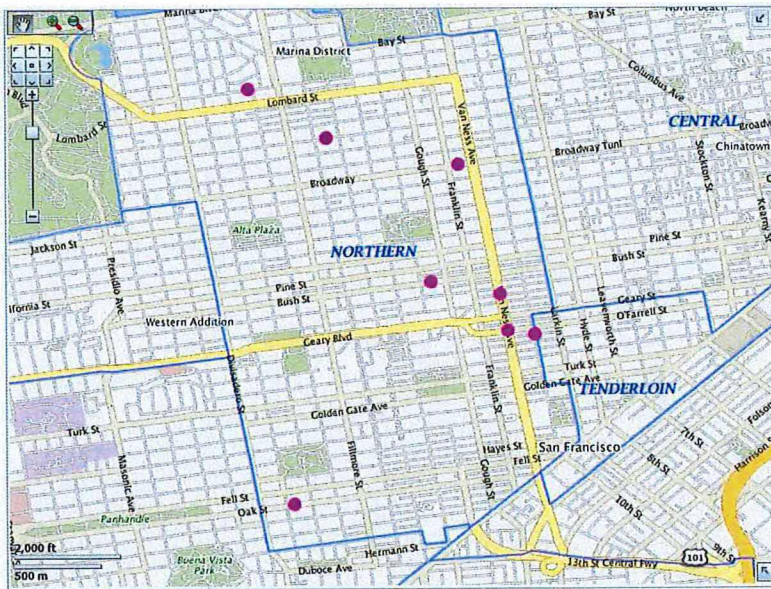 Marina Bl
Bay St
North Beach
Bay St
Marina District
Columbus Ave
Lombard St
Van Ness Ave
Lombard St
CENTRAL
Broadw
Broadway Tunl
Chinatown
Gough St
Franklin St
Stockton St
Broadway
Kearny St
Alta Plaza
Jackson St
NORTHERN
Pine St
Presidio Ave
Bush St
Pine St
Bush St
ifornia St
Leavenworth St
Geary St
O'Farrell St
Western Addition
Larkin St
Hyde St
Geary Blvd
Divisadero St
Turk St
Golden Gate Ave
Franklin St
TENDERLOIN
Golden Gate Ave
Turk St
Fillmore St
Hayes St
Fell St
San Francisco
7th St
8th St
Folso
Harrison
Masonic Ave
Gough St
Fell St
Oak St
10th St
Panhandle
2,000 ft
Hermann St
9th St
Buena Vista
Park
Duboce Ave
13th St Central Fwy
101
500 m